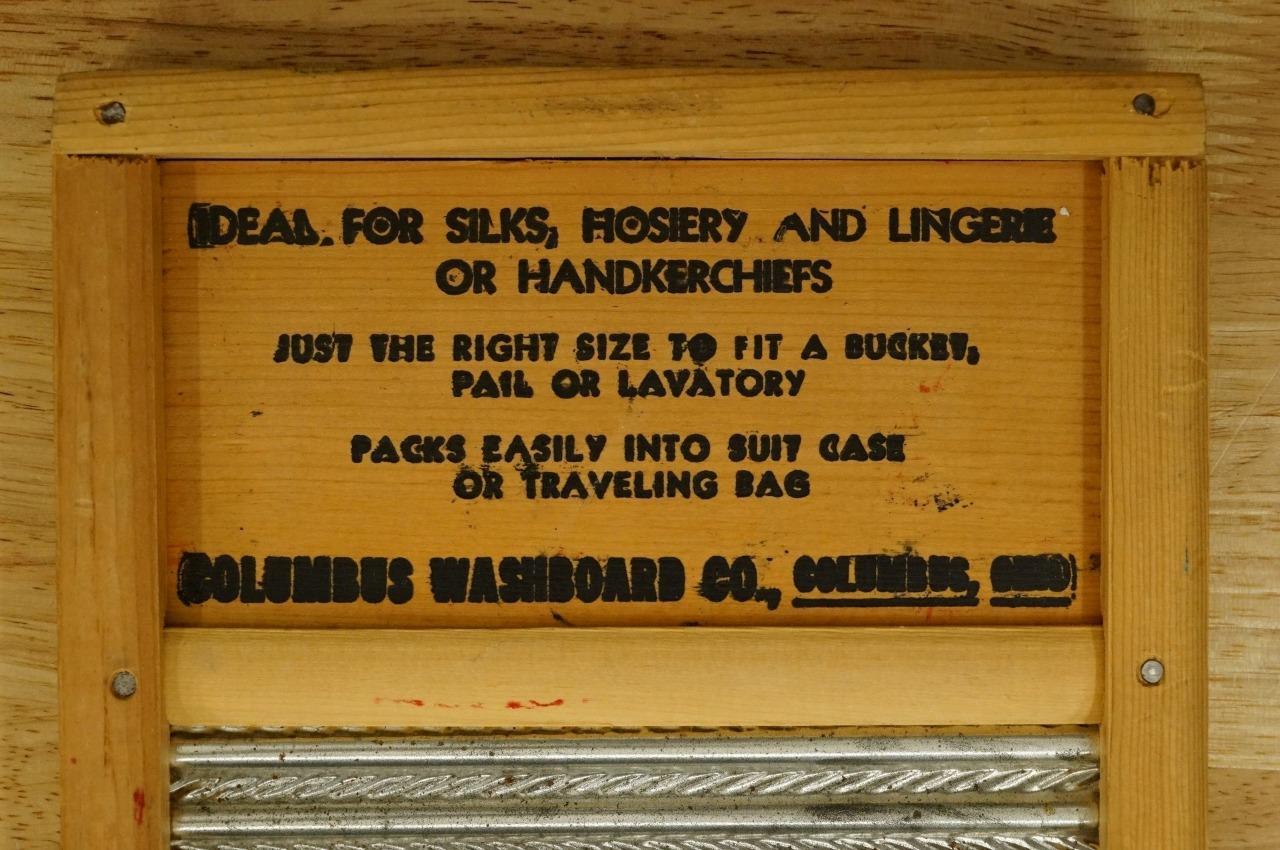 IDEAL FOR SILKS, HOSIERY AND LINGERIE
OR HANDKERCHIEFS
JUST THE RIGHT SIZE TO FIT A BUCKET,
PAIL OR LAVATORY
PACKS EASILY INTO SUIT CASE
OR TRAVELING BAG
COLUMBUS WASHBOARD CO., COLUMBUS, OHIO